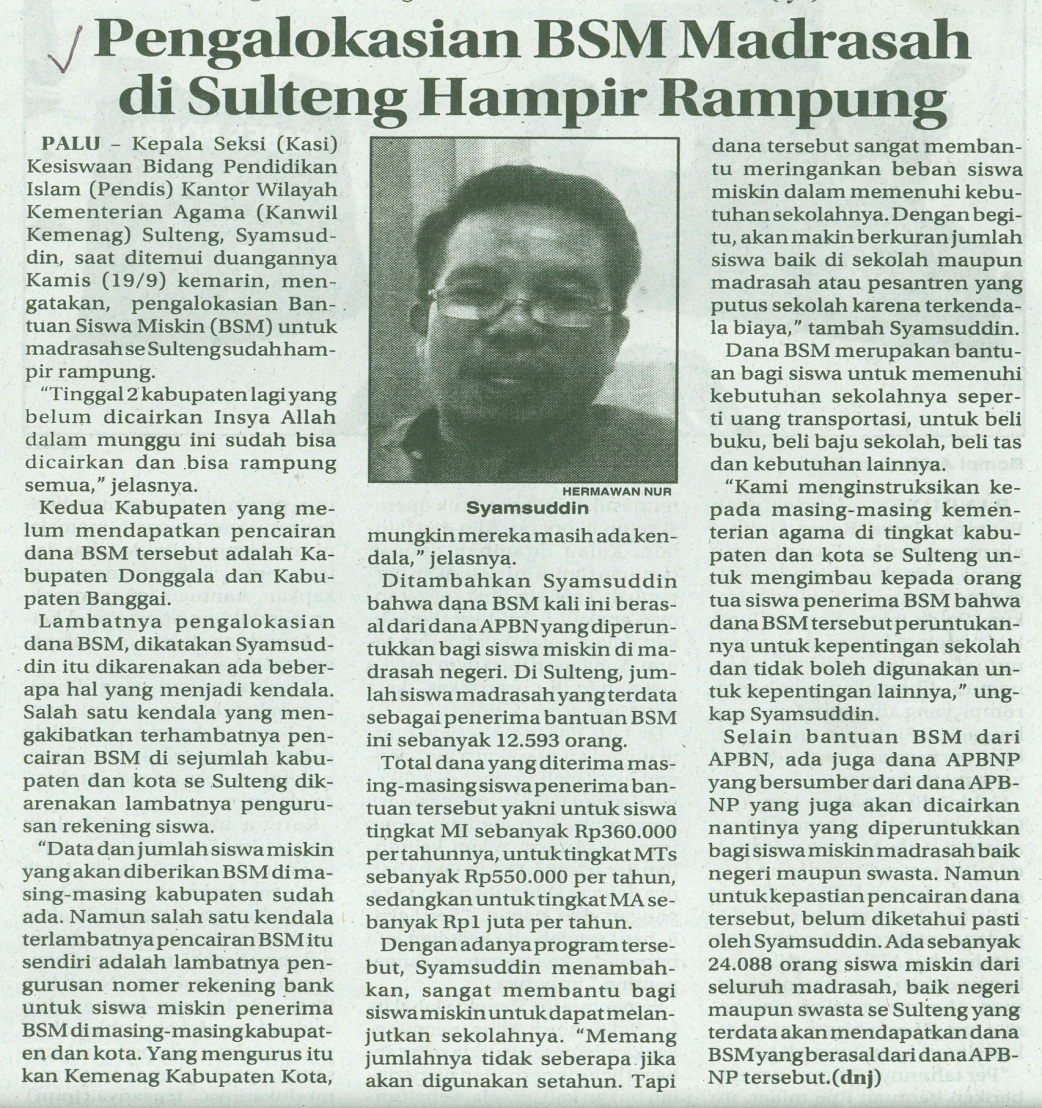 Pengalokasian BSM Madrasah
di Sulteng Hampir Rampung
PALU – Kepala Seksi (Kasi)
Kesiswaan Bidang Pendidikan
Islam (Pendis) Kantor Wilayah
Kementerian Agama (Kanwil
Kemenag) Sulteng, Syamsud-
din, saat ditemui duangannya
Kamis (19/9) kemarin, men-
gatakan, pengalokasian Ban-
tuan Siswa Miskin (BSM) untuk
madrasah se Sulteng sudah ham-
pir rampung.
“Tinggal 2 kabupaten lagi yang
belum dicairkan Insya Allah
dalam munggu ini sudah bisa
dicairkan dan bisa rampung
semua,” jelasnya.
Kedua Kabupaten yang me-
lum mendapatkan pencairan
dana BSM tersebut adalah Ka-
bupaten Donggala dan Kabu-
paten Banggai.
Lambatnya pengalokasian
dana BSM, dikatakan Syamsud-
din itu dikarenakan ada beber-
apa hal yang menjadi kendala.
Salah satu kendala yang men-
gakibatkan terhambatnya pen-
cairan BSM di sejumlah kabu-
paten dan kota se Sulteng dik-
arenakan lambatnya penguru-
san rekening siswa.
“Data dan jumlah siswa miskin
yang akan diberikan BSM di ma-
sing-masing kabupaten sudah
ada. Namun salah satu kendala
terlambatnya pencairan BSM itu
sendiri adalah lambatnya pen-
gurusan nomer rekening bank
untuk siswa miskin penerima
BSM di masing-masing kabupat-
en dan kota. Yang mengurus itu
kan Kemenag Kabupaten Kota,
HERMAWAN NUR
Syamsuddin
mungkin mereka masih ada ken-
dala,” jelasnya.
Ditambahkan Syamsuddin
bahwa dana BSM kali ini beras-
al dari dana APBN yang diperun-
tukkan bagi siswa miskin di ma-
drasah negeri. Di Sulteng, jum-
lah siswa madrasah yang terdata
sebagai penerima bantuan BSM
ini sebanyak 12.593 orang.
Total dana yang diterima mas-
ing-masing siswa penerima ban-
tuan tersebut yakni untuk siswa
tingkat MI sebanyak Rp360.000
per tahunnya, untuk tingkat MTs
sebanyak Rp550.000 per tahun,
sedangkan untuk tingkat MA se-
banyak Rp1 juta per tahun.
Dengan adanya program terse-
but, Syamsuddin menambah-
kan, sangat membantu bagi
siswa miskin untuk dapat melan-
jutkan sekolahnya. “Memang
jumlahnya tidak seberapa jika
akan digunakan setahun. Tapi
dana tersebut sangat memban-
tu meringankan beban siswa
miskin dalam memenuhi kebu-
tuhan sekolahnya. Dengan begi-
tu, akan makin berkuran jumlah
siswa baik di sekolah maupun
madrasah atau pesantren yang
putus sekolah karena terkenda-
la biaya,” tambah Syamsuddin.
Dana BSM merupakan bantu-
an bagi siswa untuk memenuhi
kebutuhan sekolahnya seper-
ti uang transportasi, untuk beli
buku, beli baju sekolah, beli tas
dan kebutuhan lainnya.
“Kami menginstruksikan ke-
pada masing-masing kemen-
terian agama di tingkat kabu-
paten dan kota se Sulteng un-
tuk mengimbau kepada orang
tua siswa penerima BSM bahwa
dana BSM tersebut peruntukan-
nya untuk kepentingan sekolah
dan tidak boleh digunakan un-
tuk kepentingan lainnya,” ung-
kap Syamsuddin.
Selain bantuan BSM dari
APBN, ada juga dana APBNP
yang bersumber dari dana APB-
NP yang juga akan dicairkan
nantinya yang diperuntukkan
bagi siswa miskin madrasah baik
negeri maupun swasta. Namun
untuk kepastian pencairan dana
tersebut, belum diketahui pasti
oleh Syamsuddin. Ada sebanyak
24.088 orang siswa miskin dari
seluruh madrasah, baik negeri
maupun swasta se Sulteng yang
terdata akan mendapatkan dana
BSM yang berasal dari dana APB-
NP tersebut.(dnj)